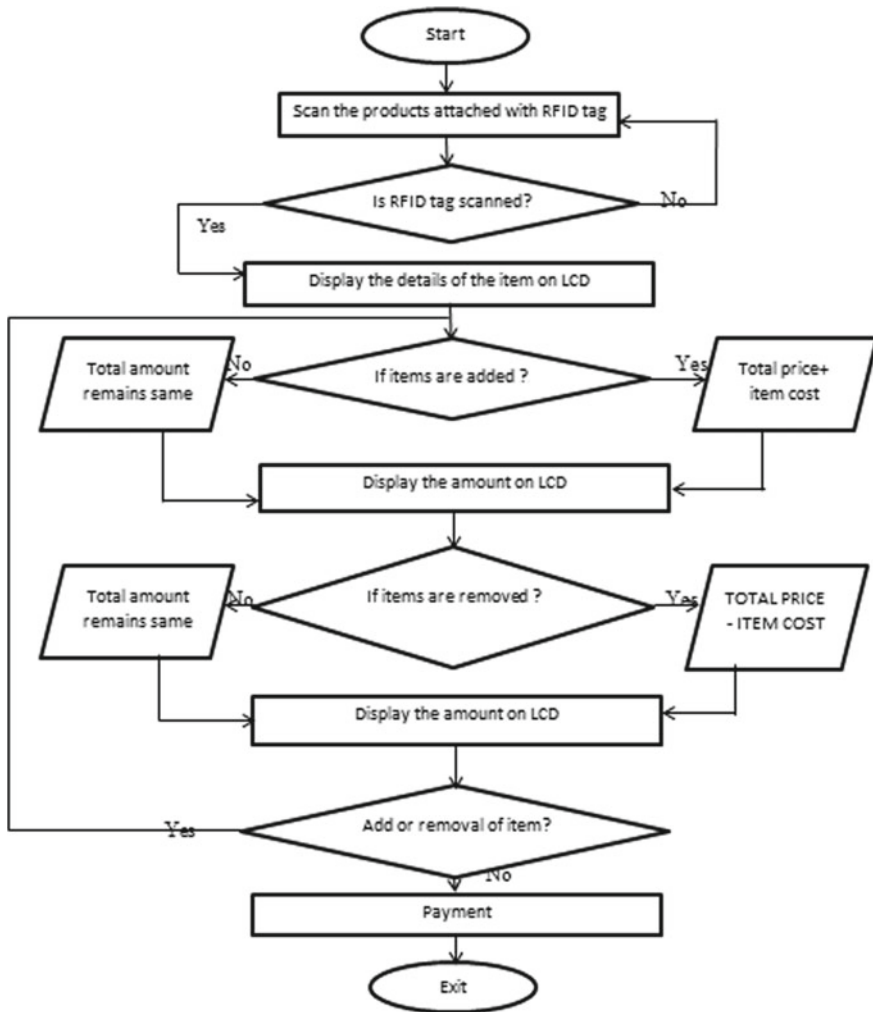 Start
Scan the products attached with RFID tag
Is RFID tag scanned?
No
Yes
Display the details of the item on LCD
Total amount
remains same
No
If items are added ?
Yes
Total price+
item cost
Display the amount on LCD
Total amount
remains same
No
If items are removed ?
Yes
TOTAL PRICE
- ITEM COST
Display the amount on LCD
Yes
Add or removal of item?
No
Payment
Exit